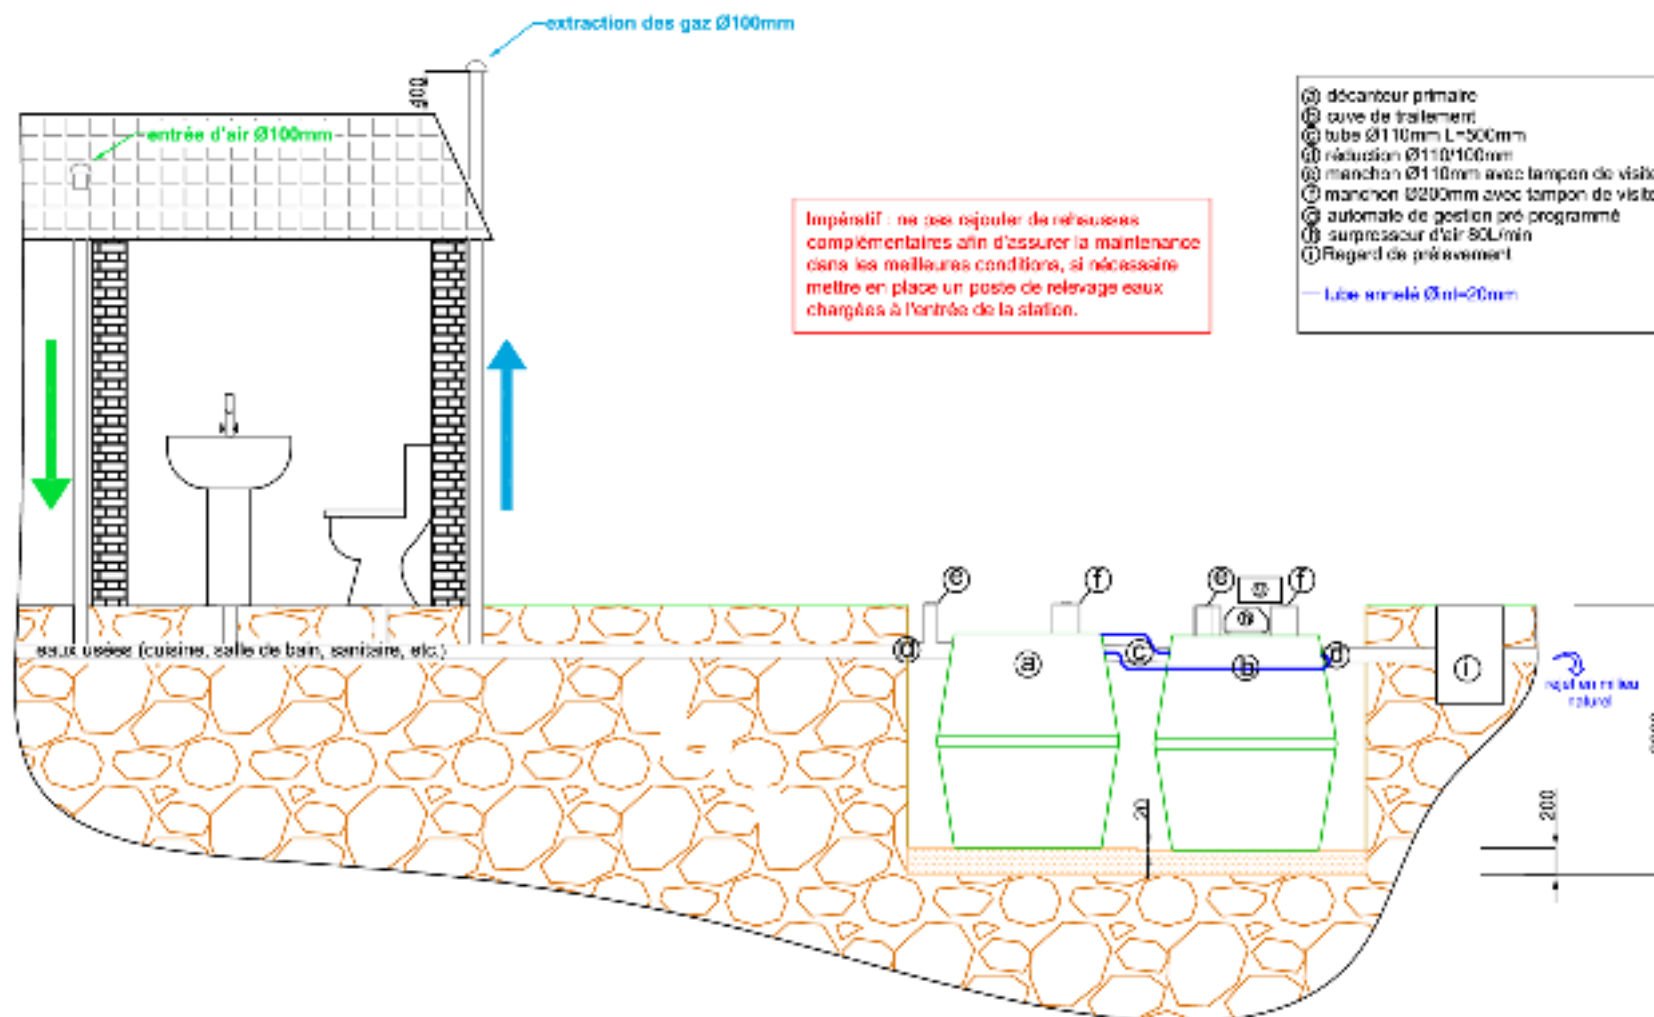 extraction des gaz Ø100mm
400
entrée d'air Ø100mm
Impératif : ne pas rajouter de rehausses
complémentaires afin d'assurer la maintenance
dans les meilleures conditions, si nécessaire
mettre en place un poste de relevage eaux
chargées à l'entrée de la station.
ⓐ décanteur primaire
ⓑ cuve de traitement
ⓒ tube Ø110mm L=500mm
ⓓ réduction Ø110/100mm
ⓔ manchon Ø110mm avec tampon de visite
ⓕ manchon Ø200mm avec tampon de visite
ⓖ automate de gestion pré programmé
ⓗ surpresseur d'air 80L/min
ⓘ Regard de prélèvement
tube annelé Øint=20mm
ⓔ ⓕ ⓔ ⓕ
eaux usées (cuisine, salle de bain, sanitaire, etc.)
ⓓ ⓐ ⓒ ⓑ ⓓ ⓘ
rejet en milieu
naturel
200